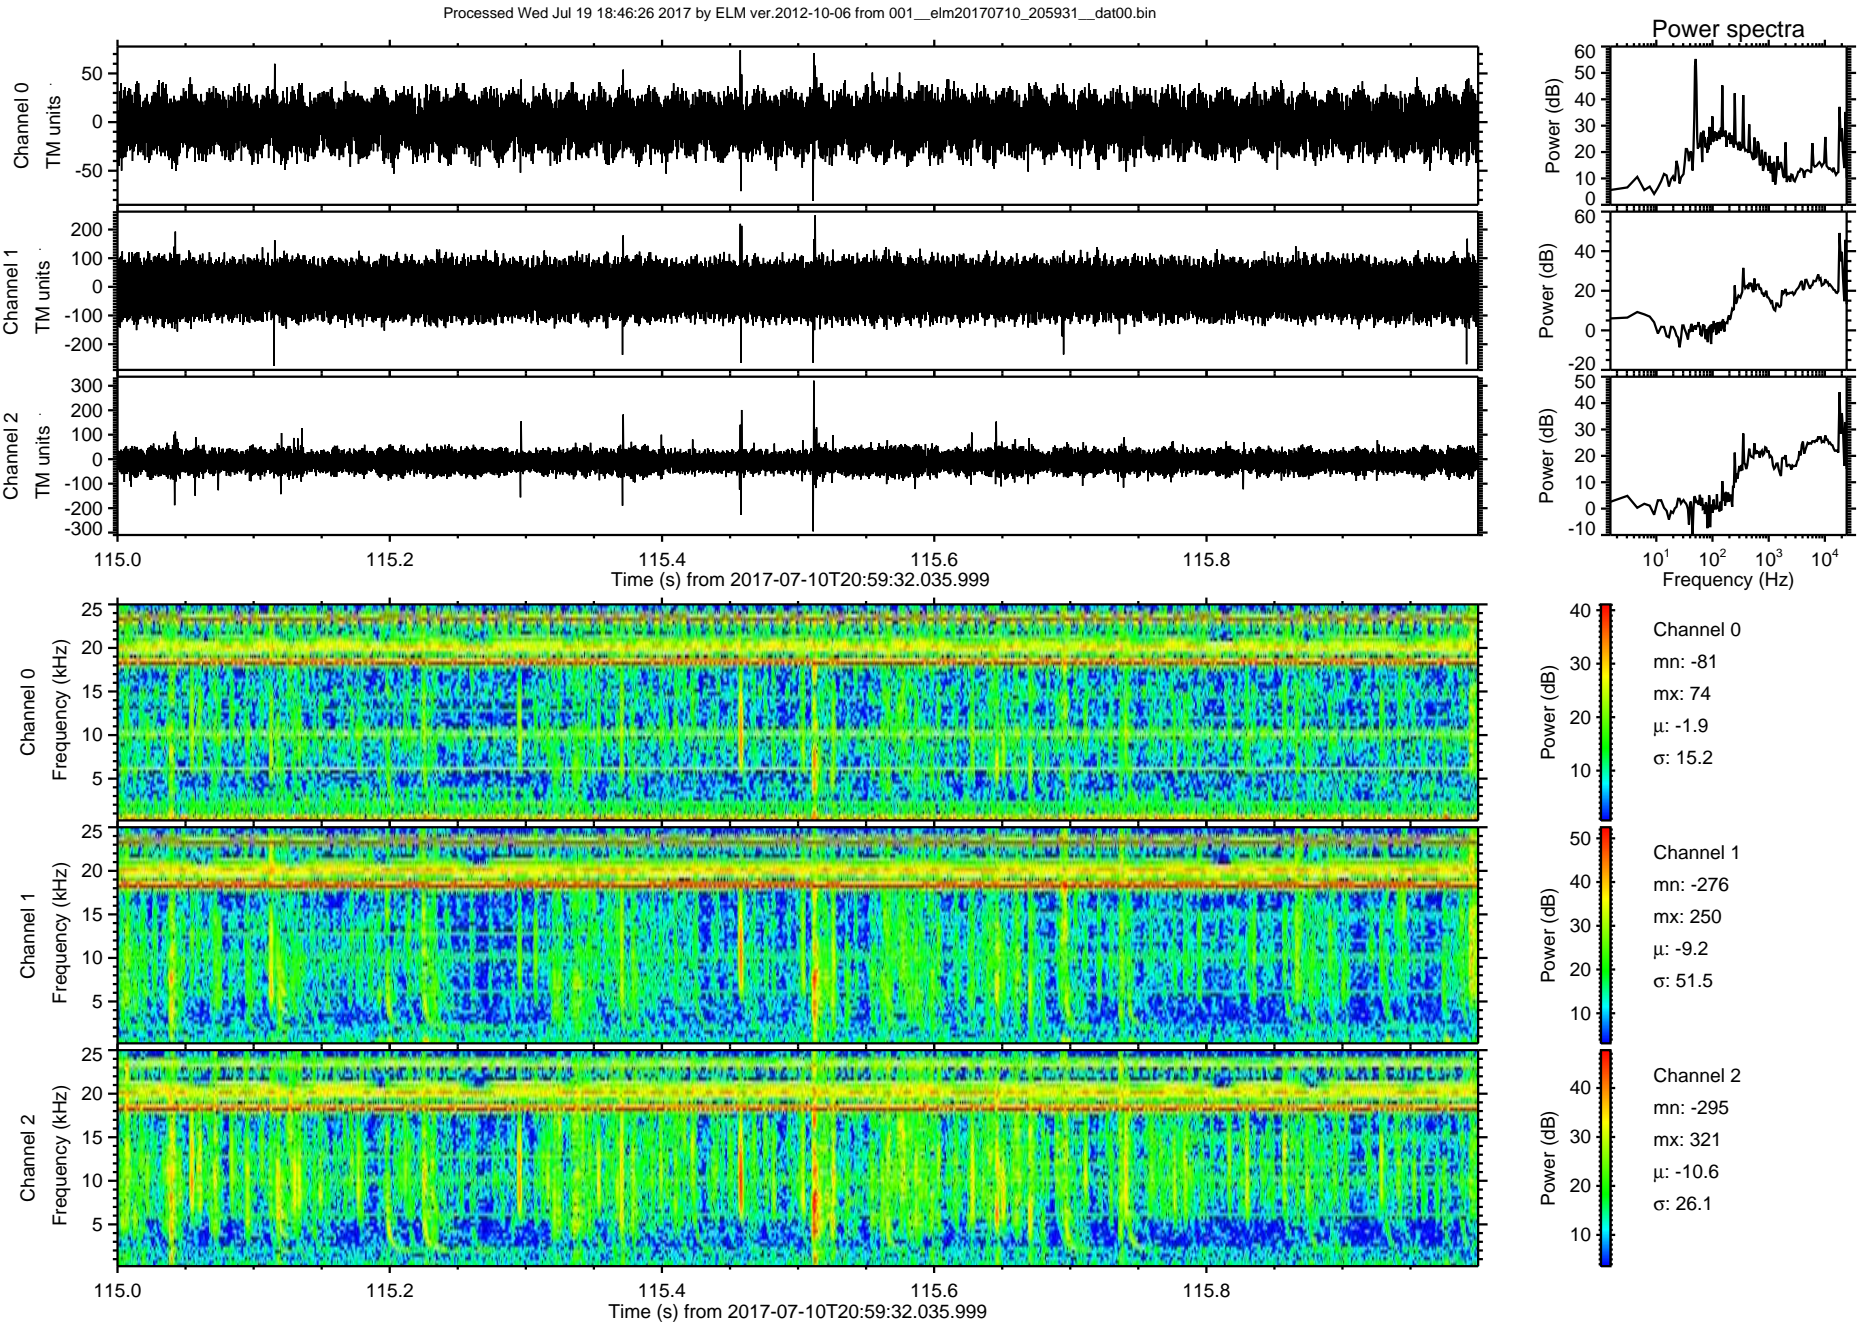 Processed Wed Jul 19 18:46:26 2017 by ELM ver.2012-10-06 from 001__elm20170710_205931__dat00.bin
Power spectra
Channel 0
TM units
50
0
-50
Power (dB)
60
50
40
30
20
10
0
Channel 1
TM units
200
100
0
-100
-200
Power (dB)
60
40
20
0
-20
Channel 2
TM units
300
200
100
0
-100
-200
-300
Power (dB)
50
40
30
20
10
0
-10
115.0 115.2 115.4 115.6 115.8
Time (s) from 2017-07-10T20:59:32.035.999
10^1 10^2 10^3 10^4
Frequency (Hz)
Channel 0
Frequency (kHz)
25
20
15
10
5
Power (dB)
40
30
20
10
Channel 0
mn: -81
mx: 74
μ: -1.9
σ: 15.2
Channel 1
Frequency (kHz)
25
20
15
10
5
Power (dB)
50
40
30
20
10
Channel 1
mn: -276
mx: 250
μ: -9.2
σ: 51.5
Channel 2
Frequency (kHz)
25
20
15
10
5
Power (dB)
40
30
20
10
Channel 2
mn: -295
mx: 321
μ: -10.6
σ: 26.1
115.0 115.2 115.4 115.6 115.8
Time (s) from 2017-07-10T20:59:32.035.999